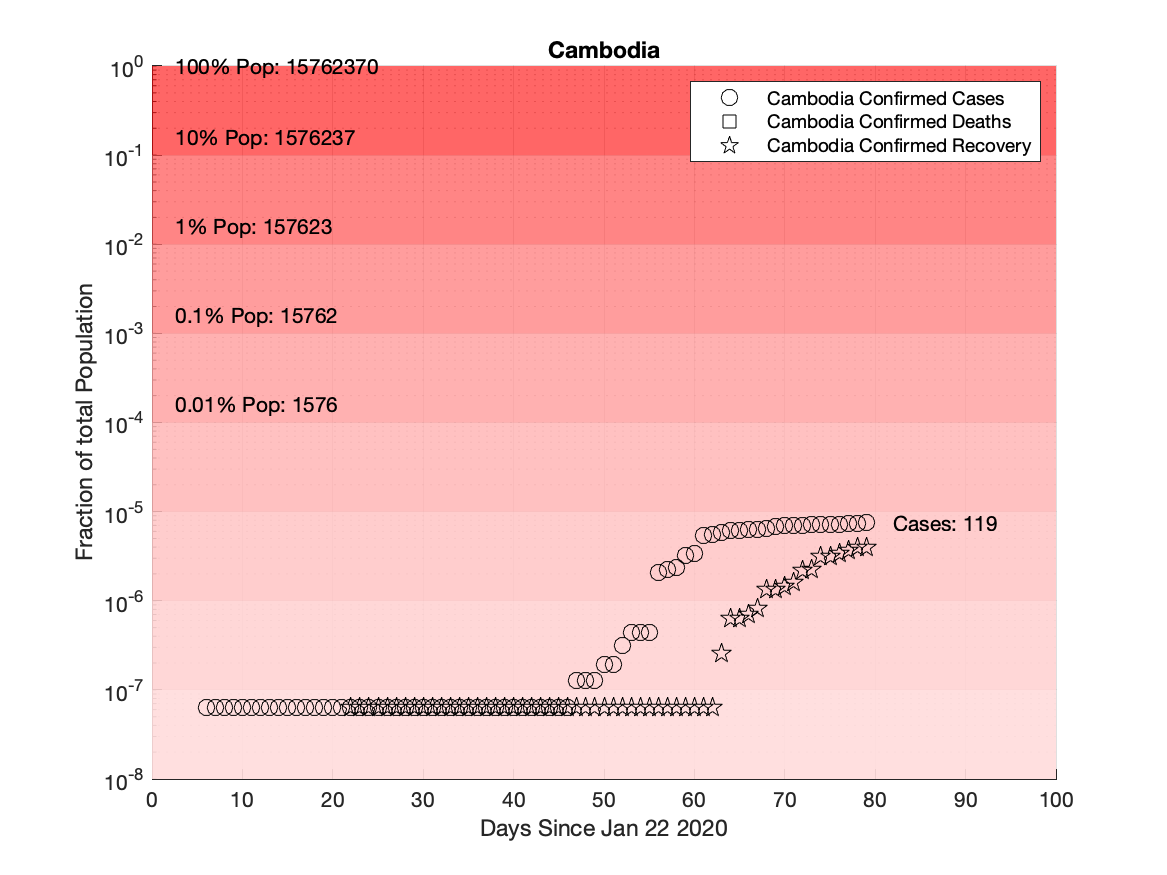 Cambodia
10^0
100% Pop: 15762370
Cambodia Confirmed Cases
Cambodia Confirmed Deaths
Cambodia Confirmed Recovery
10% Pop: 1576237
10^-1
1% Pop: 157623
10^-2
0.1% Pop: 15762
10^-3
0.01% Pop: 1576
10^-4
10^-5
Cases: 119
10^-6
10^-7
10^-8
Fraction of total Population
0 10 20 30 40 50 60 70 80 90 100
Days Since Jan 22 2020